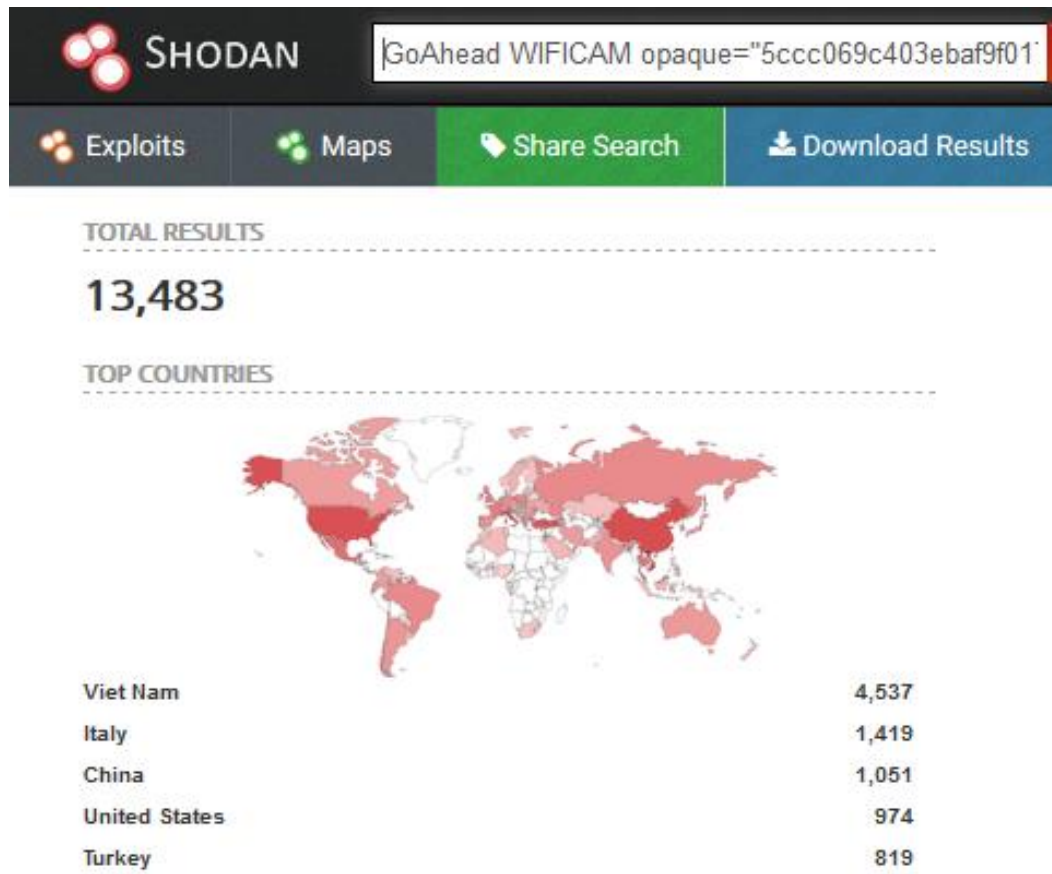 SHODAN
GoAhead WIFICAM opaque="5ccc069c403ebaf9f01
Exploits Maps Share Search Download Results
TOTAL RESULTS
13,483
TOP COUNTRIES
Viet Nam 4,537
Italy 1,419
China 1,051
United States 974
Turkey 819